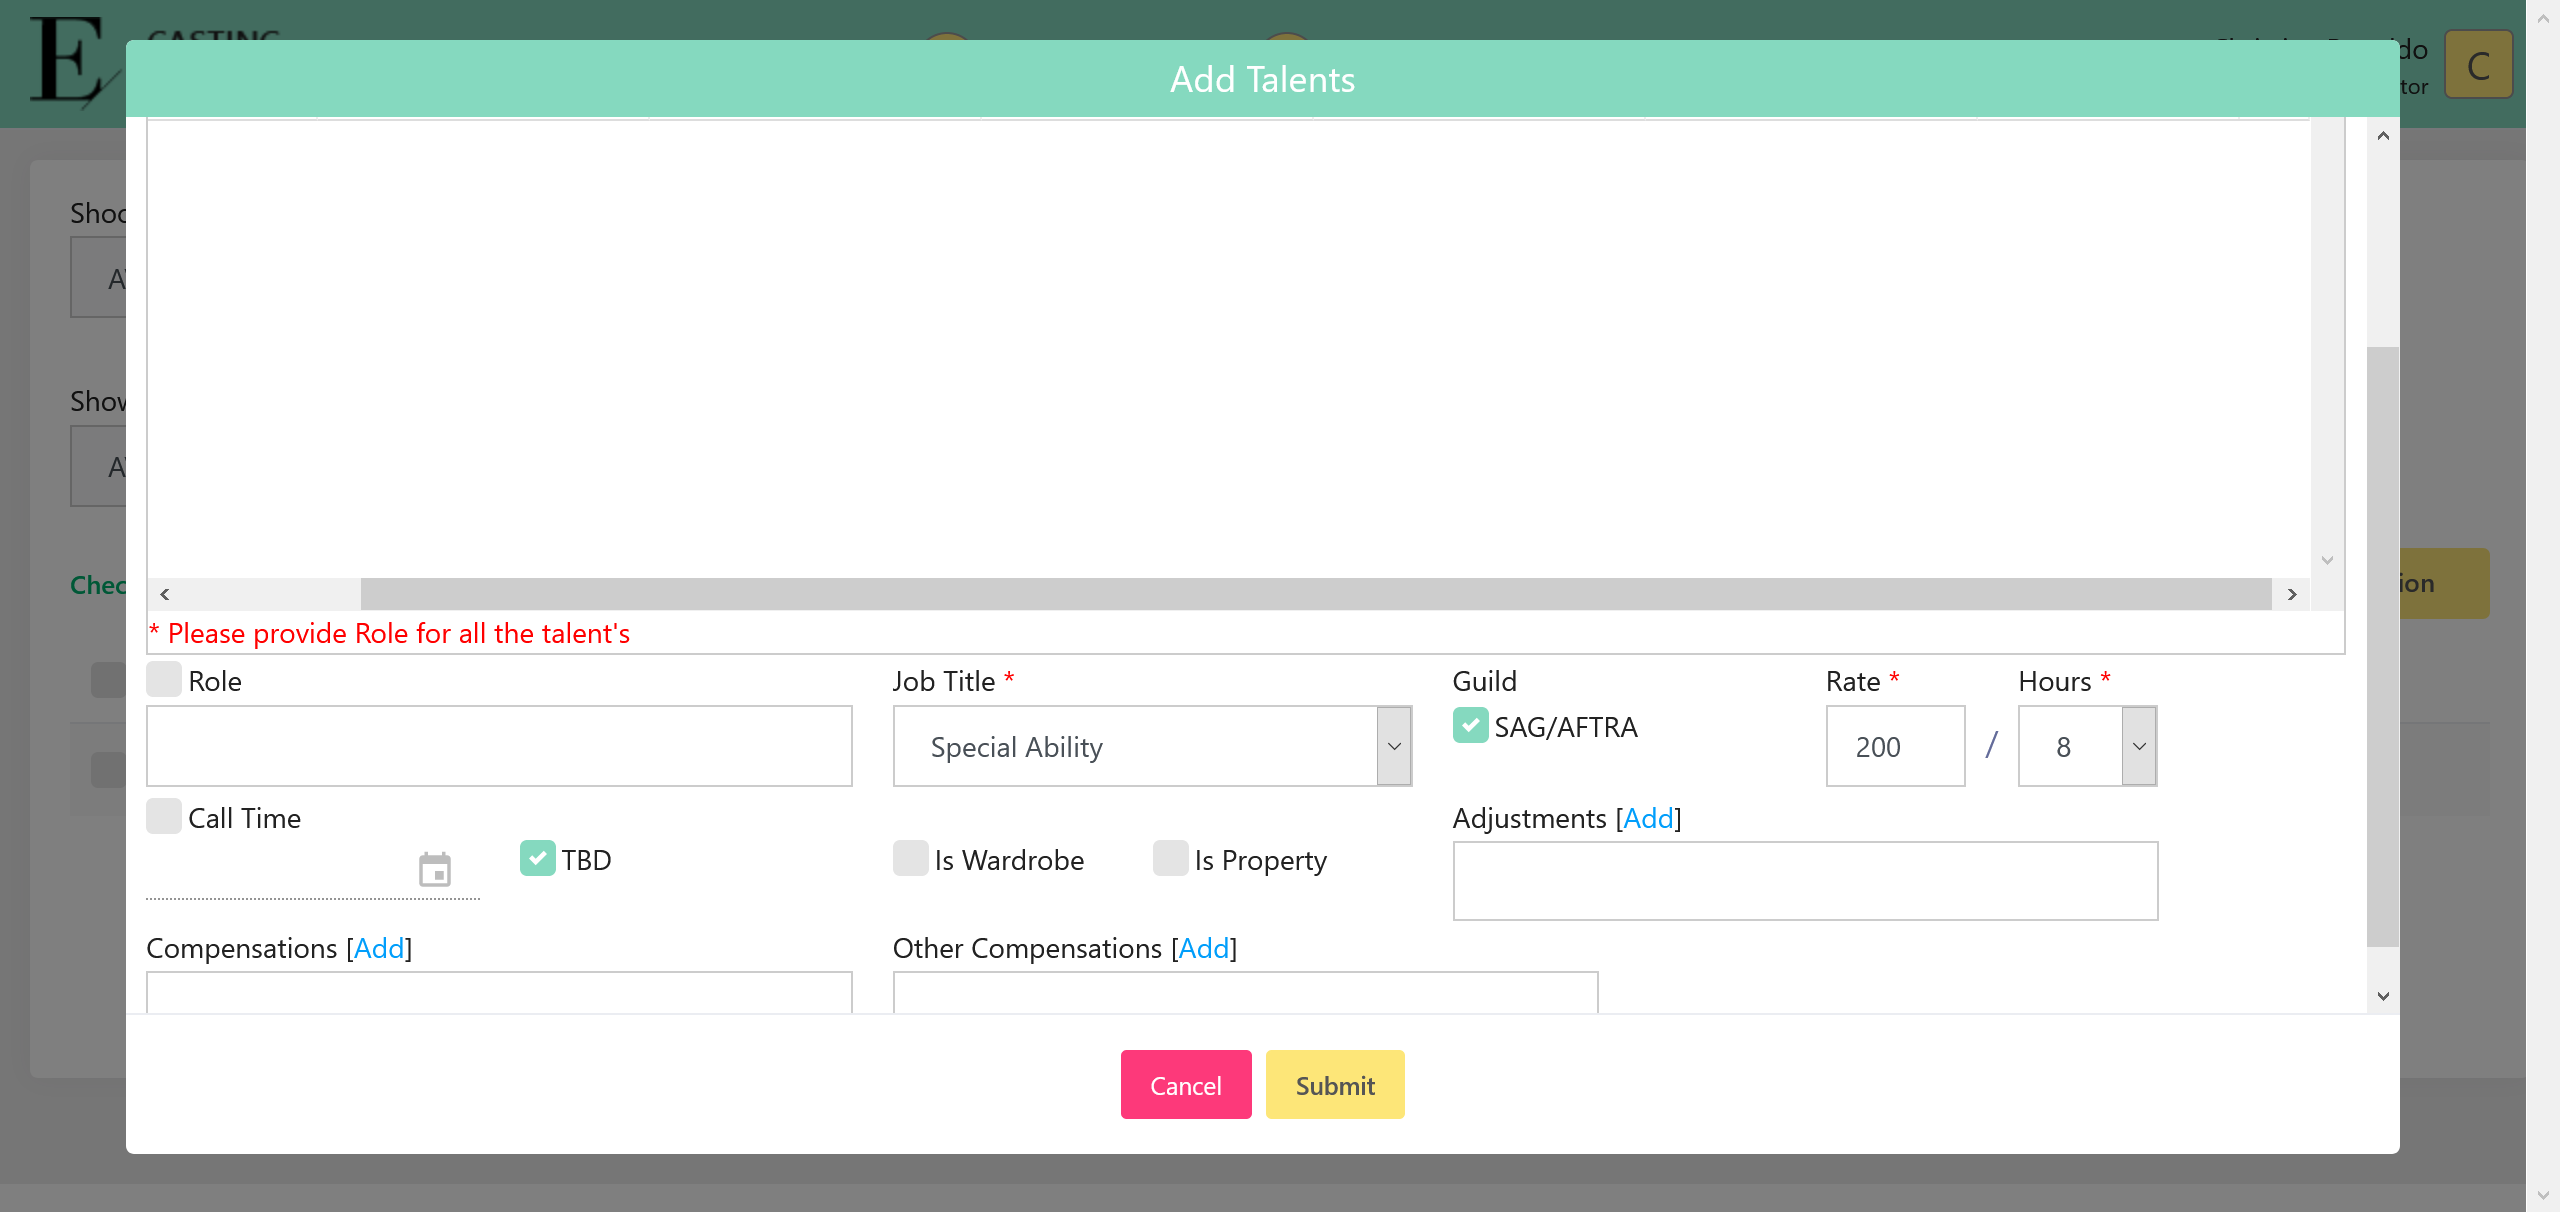 E
Add Talents
C
* Please provide Role for all the talent's
Role
Job Title *
Guild
Rate *
Hours *
Special Ability
SAG/AFTRA
200
/
8
Call Time
TBD
Is Wardrobe
Is Property
Adjustments [Add]
Compensations [Add]
Other Compensations [Add]
Cancel
Submit